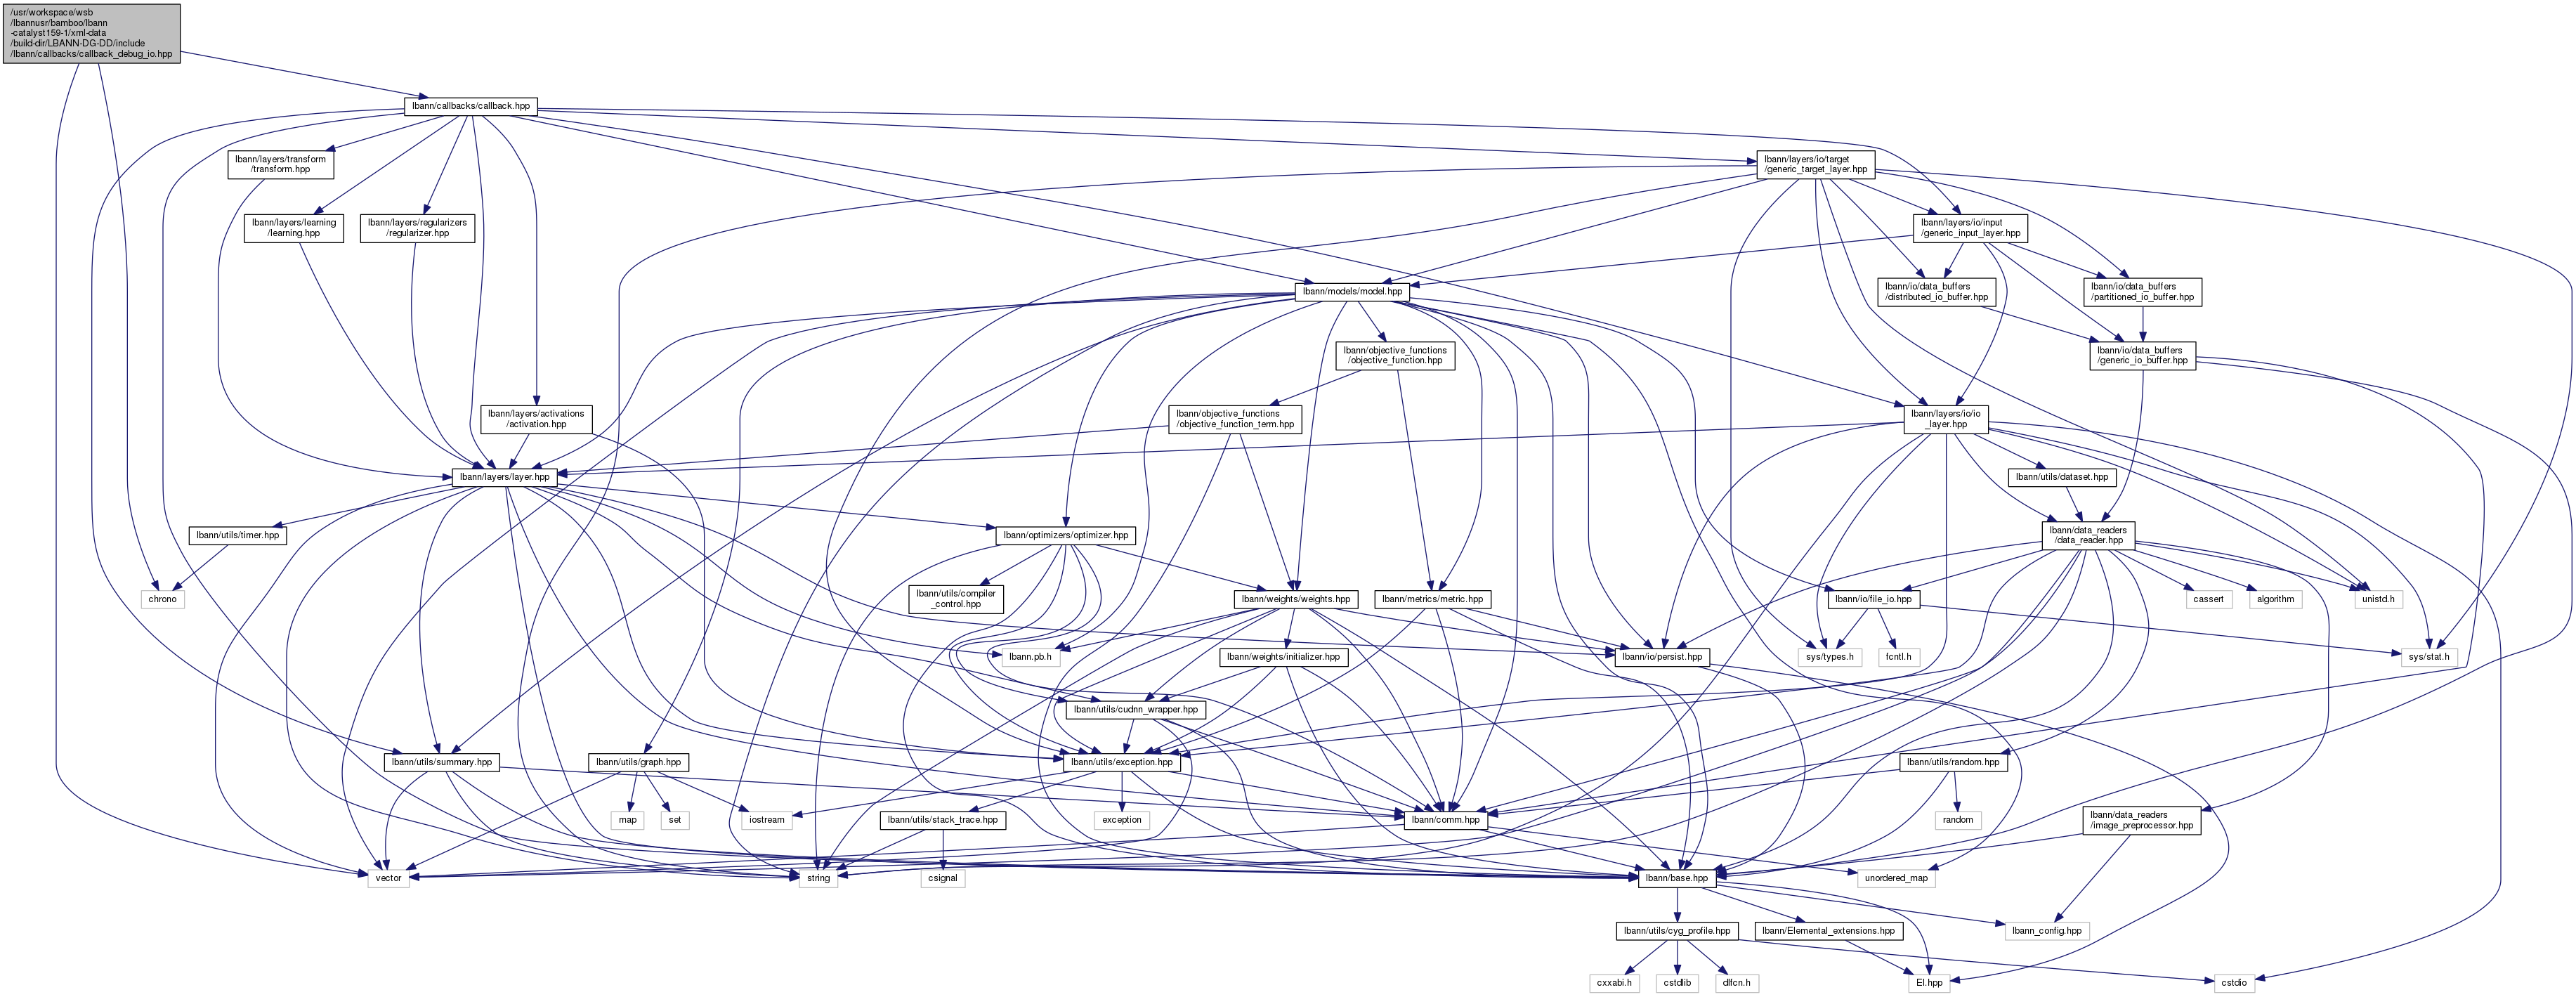 /usr/workspace/wsb
/lbannusr/bamboo/lbann
-catalyst159-1/xml-data
/build-dir/LBANN-DG-DD/include
/lbann/callbacks/callback_debug_io.hpp
lbann/callbacks/callback.hpp
lbann/layers/transform
/transform.hpp
lbann/layers/io/target
/generic_target_layer.hpp
lbann/layers/learning
/learning.hpp
lbann/layers/regularizers
/regularizer.hpp
lbann/layers/io/input
/generic_input_layer.hpp
lbann/models/model.hpp
lbann/io/data_buffers
/distributed_io_buffer.hpp
lbann/io/data_buffers
/partitioned_io_buffer.hpp
lbann/objective_functions
/objective_function.hpp
lbann/io/data_buffers
/generic_io_buffer.hpp
lbann/layers/activations
/activation.hpp
lbann/objective_functions
/objective_function_term.hpp
lbann/layers/io/io
_layer.hpp
lbann/layers/layer.hpp
lbann/utils/dataset.hpp
lbann/utils/timer.hpp
lbann/optimizers/optimizer.hpp
lbann/data_readers
/data_reader.hpp
chrono
lbann/utils/compiler
_control.hpp
lbann/weights/weights.hpp
lbann/metrics/metric.hpp
lbann/io/file_io.hpp
cassert
algorithm
unistd.h
lbann.pb.h
lbann/weights/initializer.hpp
lbann/io/persist.hpp
sys/types.h
fcntl.h
sys/stat.h
lbann/utils/cudnn_wrapper.hpp
lbann/utils/summary.hpp
lbann/utils/graph.hpp
lbann/utils/exception.hpp
lbann/utils/random.hpp
map
set
iostream
lbann/utils/stack_trace.hpp
exception
lbann/comm.hpp
random
lbann/data_readers
/image_preprocessor.hpp
vector
string
csignal
lbann/base.hpp
unordered_map
lbann/utils/cyg_profile.hpp
lbann/Elemental_extensions.hpp
lbann_config.hpp
cxxabi.h
cstdlib
dlfcn.h
El.hpp
cstdio